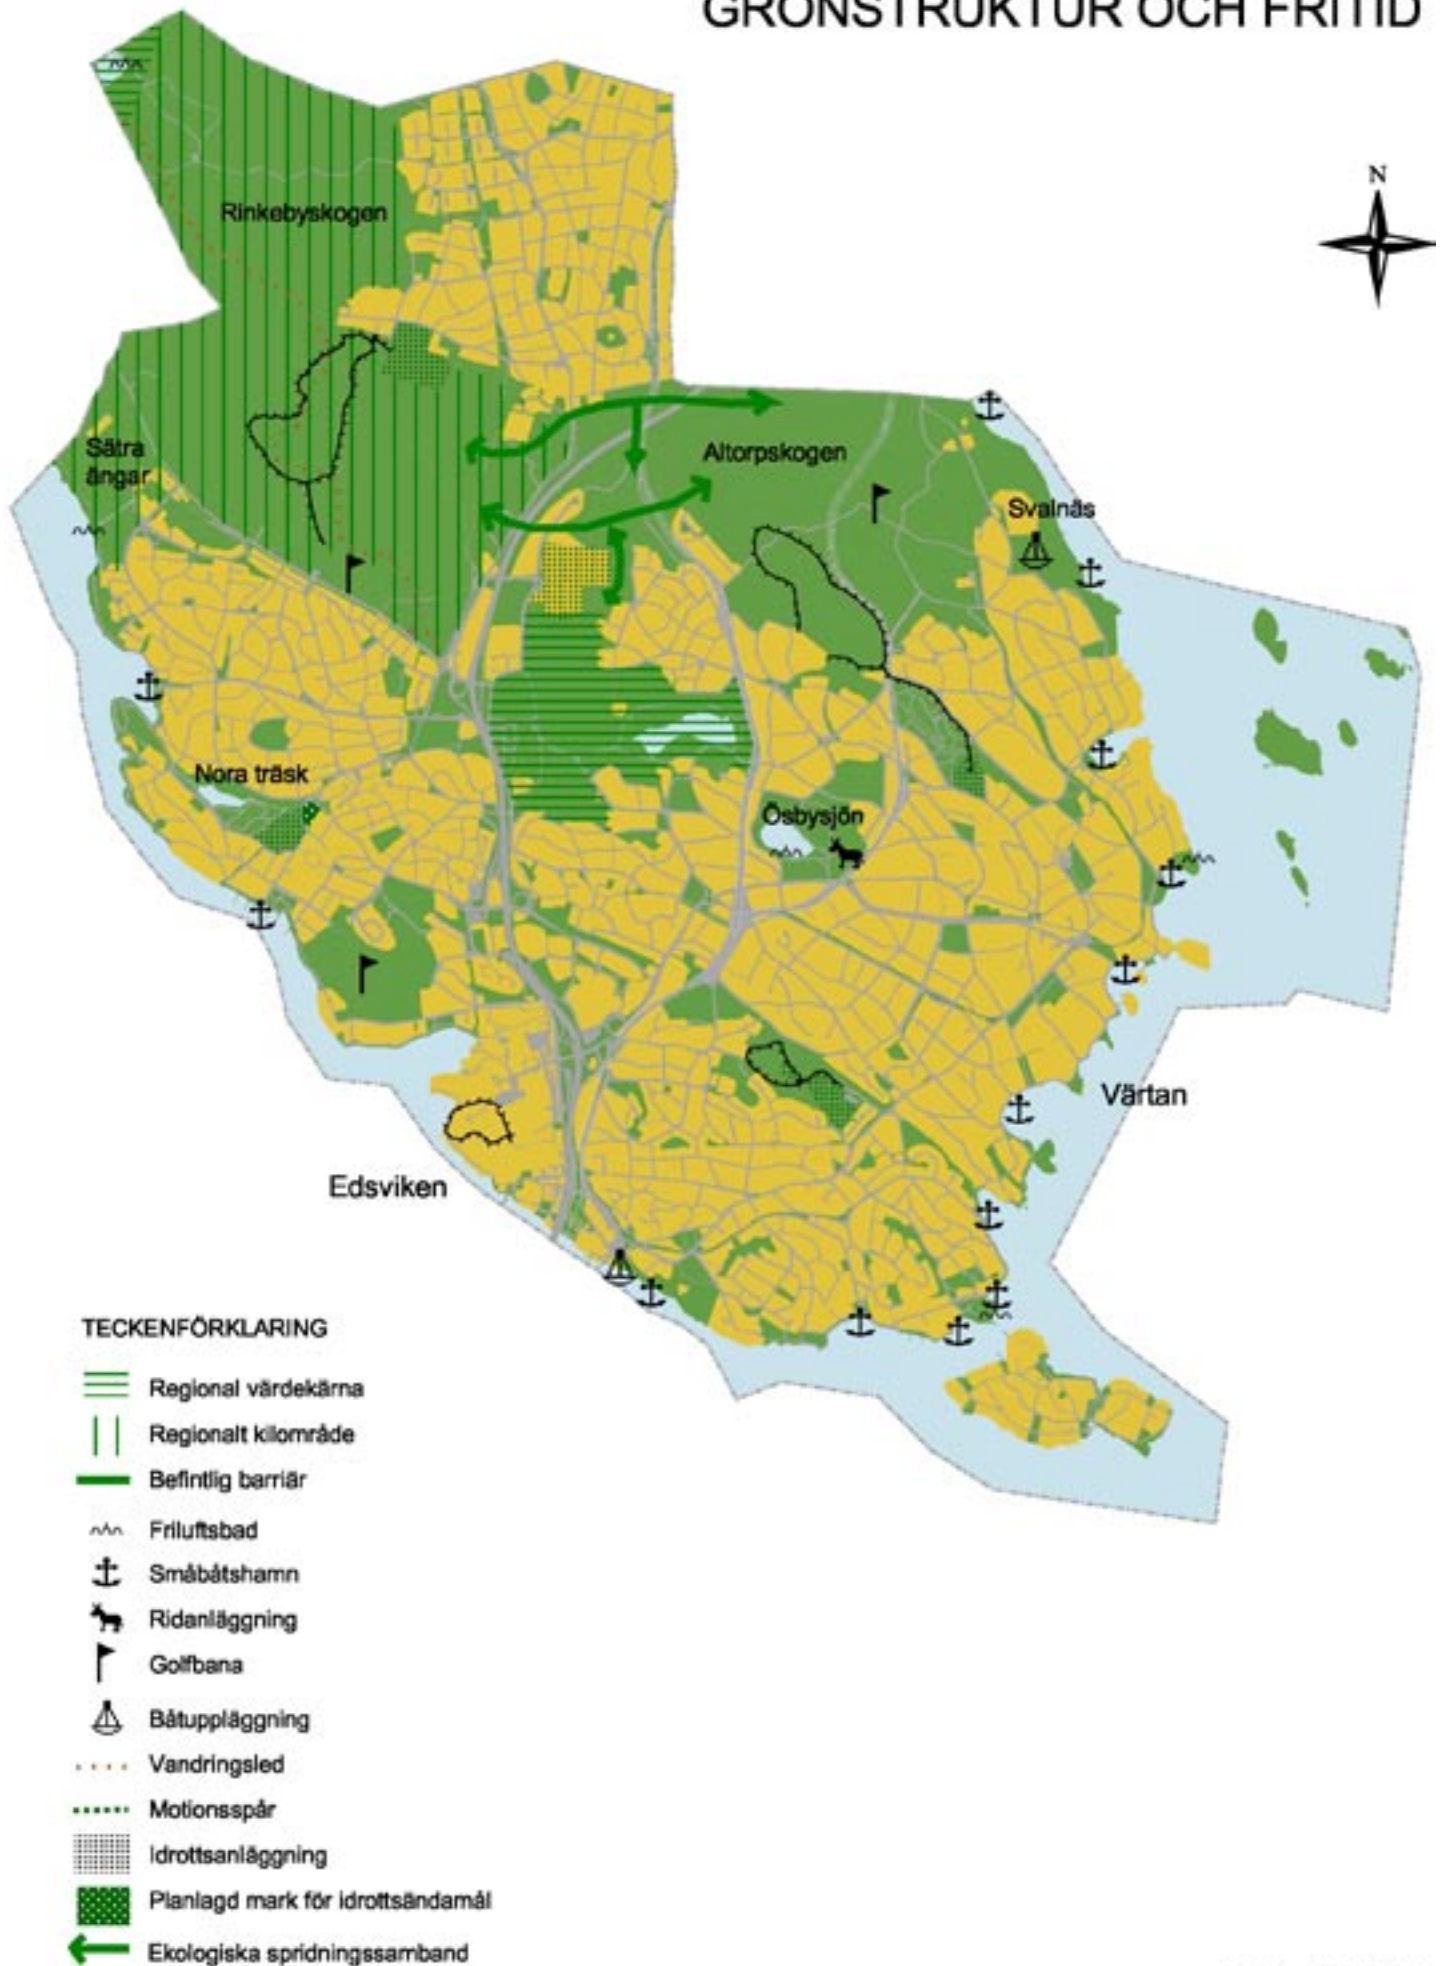 GRÖNSTRUKTUR OCH FRITID
N
Rinkebyskogen
Altorpskogen
Sätra
ängar
Svalnäs
Nora träsk
Ösbysjön
Värtan
Edsviken
TECKENFÖRKLARING
Regional värdekärna
Regionalt kilområde
Befintlig barriär
Friluftsbad
Småbåtshamn
Ridanläggning
Golfbana
Båtuppläggning
Vandringsled
Motionsspår
Idrottsanläggning
Planlagd mark för idrottsändamål
Ekologiska spridningssamband